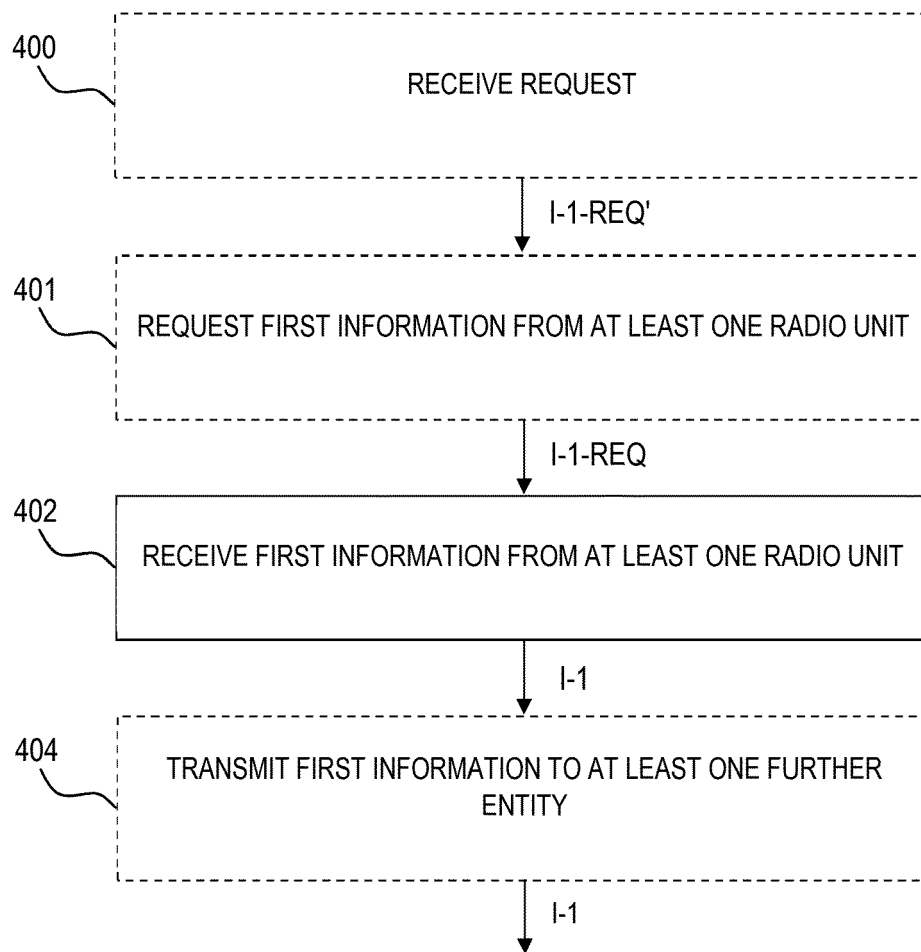 400
RECEIVE REQUEST
I-1-REQ'
401
REQUEST FIRST INFORMATION FROM AT LEAST ONE RADIO UNIT
I-1-REQ
402
RECEIVE FIRST INFORMATION FROM AT LEAST ONE RADIO UNIT
I-1
404
TRANSMIT FIRST INFORMATION TO AT LEAST ONE FURTHER
ENTITY
I-1